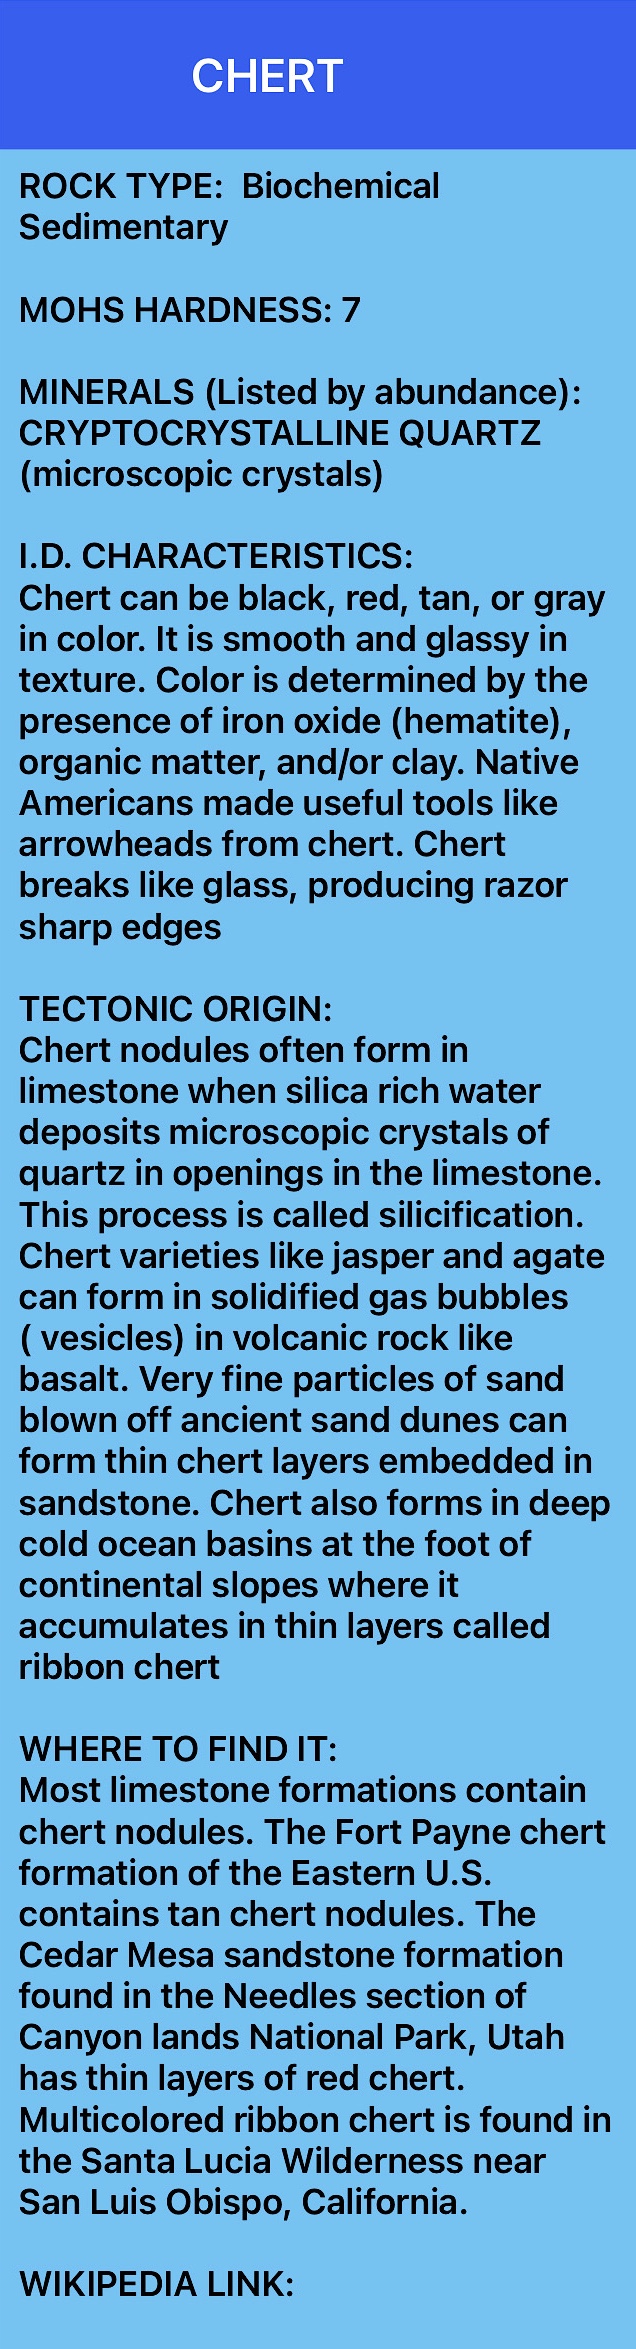 CHERT
ROCK TYPE:  Biochemical
Sedimentary
MOHS HARDNESS: 7
MINERALS (Listed by abundance):
CRYPTOCRYSTALLINE QUARTZ
(microscopic crystals)
I.D. CHARACTERISTICS:
Chert can be black, red, tan, or gray
in color. It is smooth and glassy in
texture. Color is determined by the
presence of iron oxide (hematite),
organic matter, and/or clay. Native
Americans made useful tools like
arrowheads from chert. Chert
breaks like glass, producing razor
sharp edges
TECTONIC ORIGIN:
Chert nodules often form in
limestone when silica rich water
deposits microscopic crystals of
quartz in openings in the limestone.
This process is called silicification.
Chert varieties like jasper and agate
can form in solidified gas bubbles
( vesicles) in volcanic rock like
basalt. Very fine particles of sand
blown off ancient sand dunes can
form thin chert layers embedded in
sandstone. Chert also forms in deep
cold ocean basins at the foot of
continental slopes where it
accumulates in thin layers called
ribbon chert
WHERE TO FIND IT:
Most limestone formations contain
chert nodules. The Fort Payne chert
formation of the Eastern U.S.
contains tan chert nodules. The
Cedar Mesa sandstone formation
found in the Needles section of
Canyon lands National Park, Utah
has thin layers of red chert.
Multicolored ribbon chert is found in
the Santa Lucia Wilderness near
San Luis Obispo, California.
WIKIPEDIA LINK: